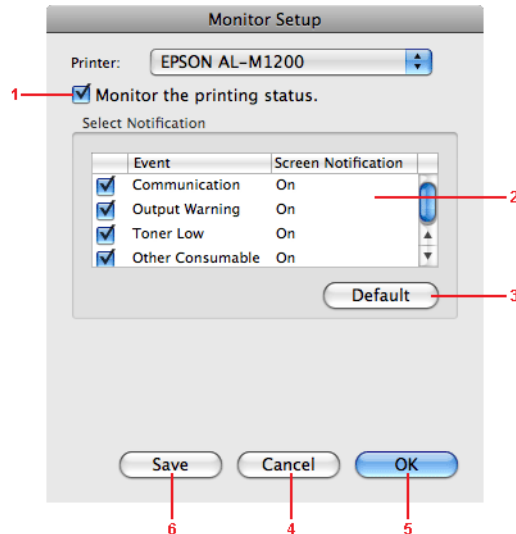 Monitor Setup
Printer: EPSON AL-M1200
1 Monitor the printing status.
Select Notification
Event Screen Notification
Communication On
2
Output Warning On
Toner Low On
Other Consumable On
Default 3
Save Cancel OK
6 4 5